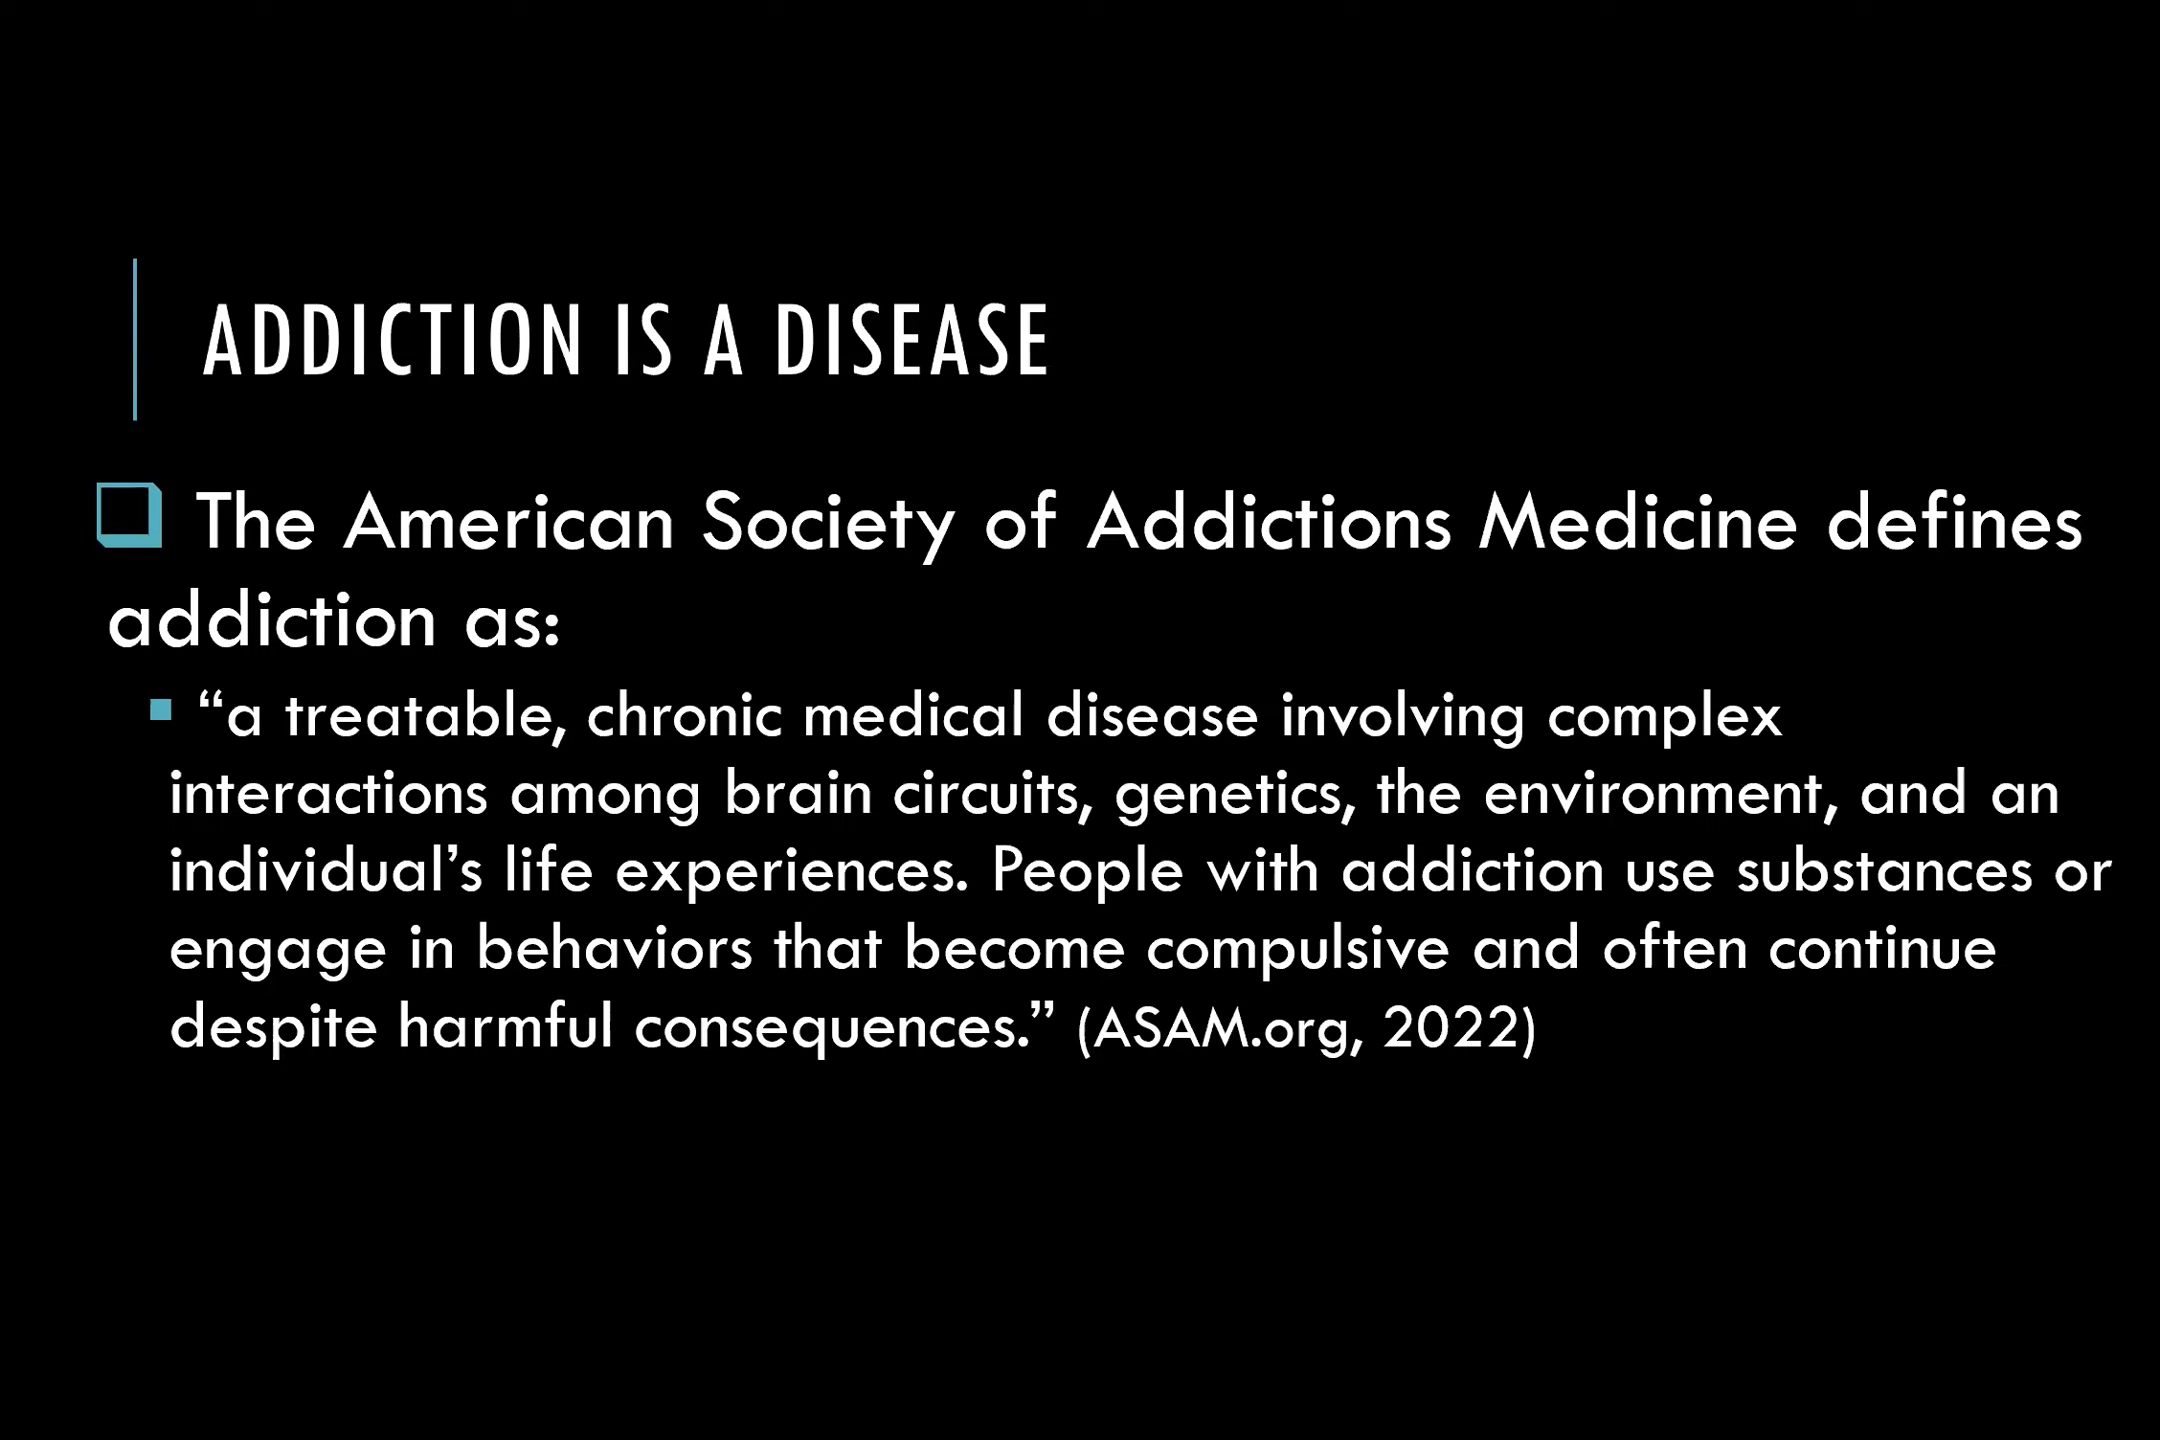 ADDICTION IS A DISEASE
The American Society of Addictions Medicine defines
addiction as:
“a treatable, chronic medical disease involving complex
interactions among brain circuits, genetics, the environment, and an
individual’s life experiences. People with addiction use substances or
engage in behaviors that become compulsive and often continue
despite harmful consequences.” (ASAM.org, 2022)